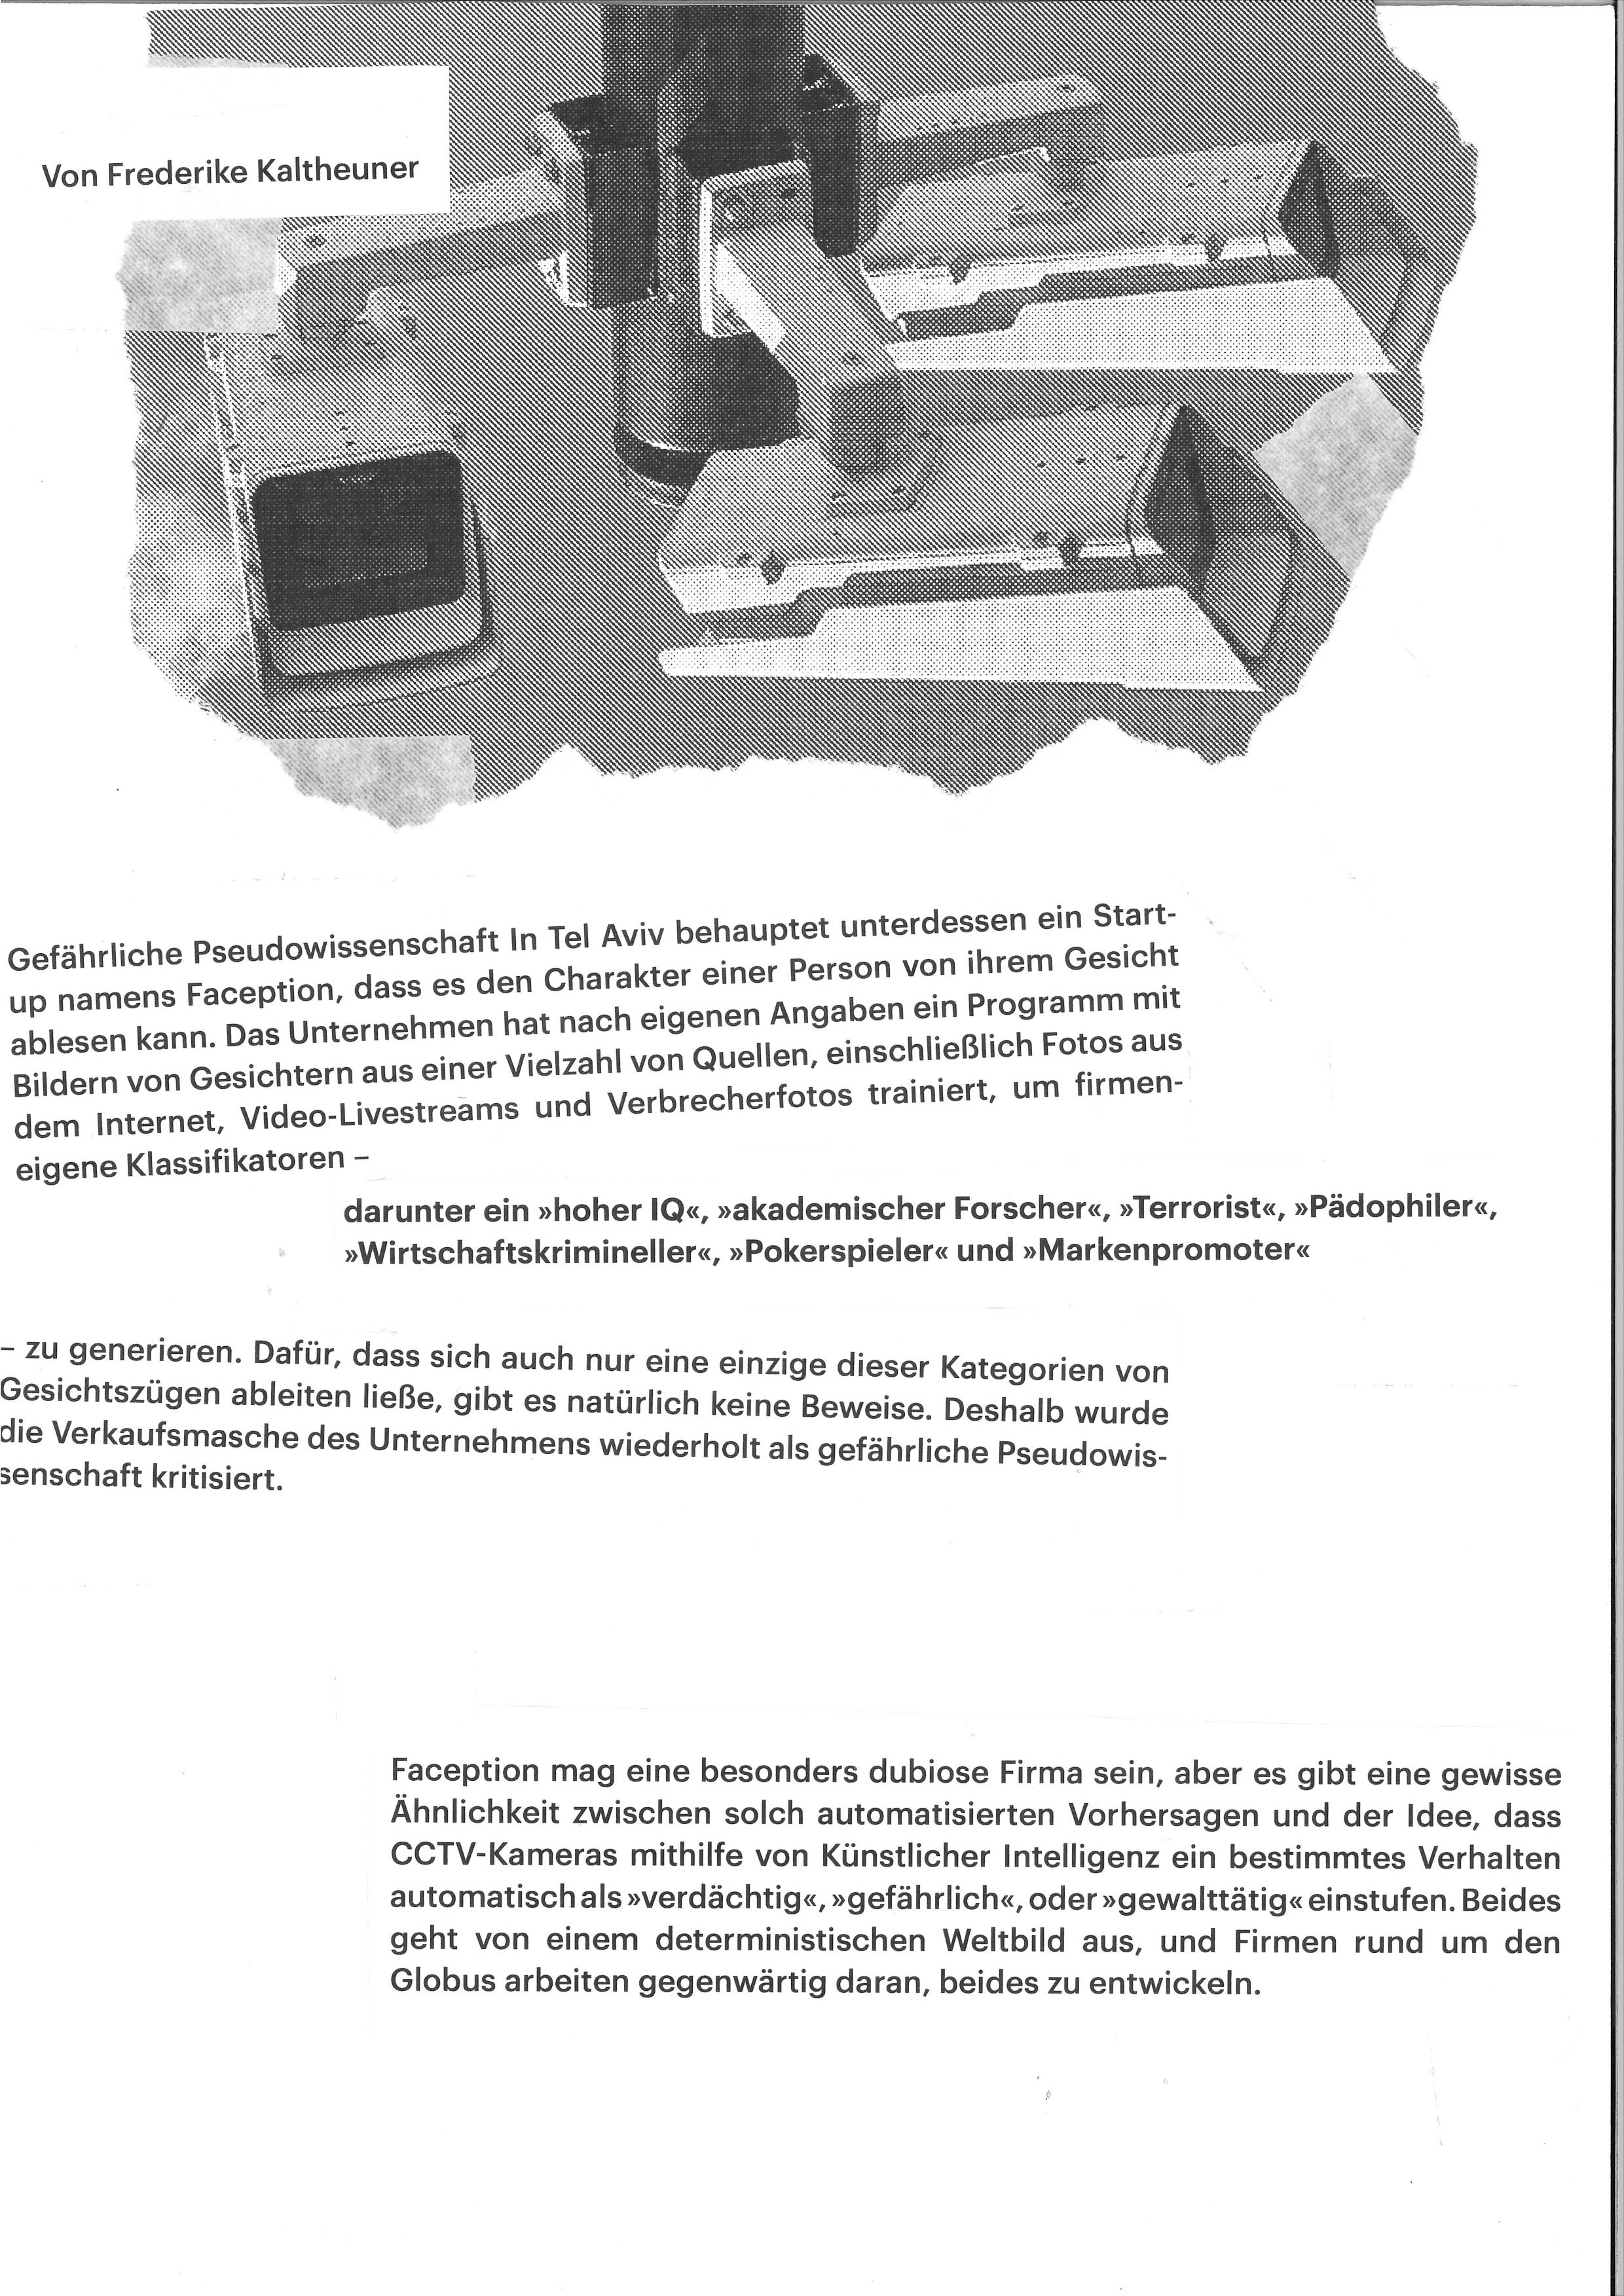 Von Frederike Kaltheuner
Gefährliche Pseudowissenschaft In Tel Aviv behauptet unterdessen ein Start-
up namens Faception, dass es den Charakter einer Person von ihrem Gesicht
ablesen kann. Das Unternehmen hat nach eigenen Angaben ein Programm mit
Bildern von Gesichtern aus einer Vielzahl von Quellen, einschließlich Fotos aus
dem Internet, Video-Livestreams und Verbrecherfotos trainiert, um firmen-
eigene Klassifikatoren –
darunter ein »hoher IQ«, »akademischer Forscher«, »Terrorist«, »Pädophiler«,
»Wirtschaftskrimineller«, »Pokerspieler« und »Markenpromoter«
– zu generieren. Dafür, dass sich auch nur eine einzige dieser Kategorien von
Gesichtszügen ableiten ließe, gibt es natürlich keine Beweise. Deshalb wurde
die Verkaufsmasche des Unternehmens wiederholt als gefährliche Pseudowis-
senschaft kritisiert.
Faception mag eine besonders dubiose Firma sein, aber es gibt eine gewisse
Ähnlichkeit zwischen solch automatisierten Vorhersagen und der Idee, dass
CCTV-Kameras mithilfe von Künstlicher Intelligenz ein bestimmtes Verhalten
automatisch als »verdächtig«, »gefährlich«, oder »gewalttätig« einstufen. Beides
geht von einem deterministischen Weltbild aus, und Firmen rund um den
Globus arbeiten gegenwärtig daran, beides zu entwickeln.